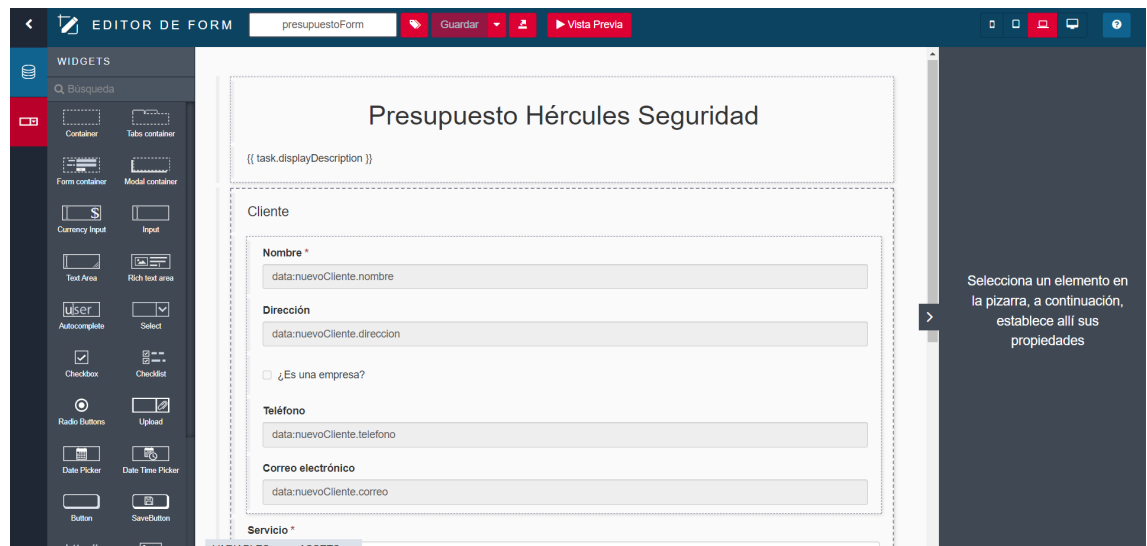 EDITOR DE FORM
presupuestoForm
Guardar
Vista Previa
?
WIDGETS
Búsqueda
Container
Tabs container
Form container
Modal container
$
Currency Input
Input
Text Area
Rich text area
user
Autocomplete
Select
Checkbox
Checklist
Radio Buttons
Upload
Date Picker
Date Time Picker
Button
SaveButton
Presupuesto Hércules Seguridad
{{ task.displayDescription }}
Cliente
Nombre *
data:nuevoCliente.nombre
Dirección
data:nuevoCliente.direccion
¿Es una empresa?
Teléfono
data:nuevoCliente.telefono
Correo electrónico
data:nuevoCliente.correo
Servicio *
Selecciona un elemento en
la pizarra, a continuación,
establece allí sus
propiedades